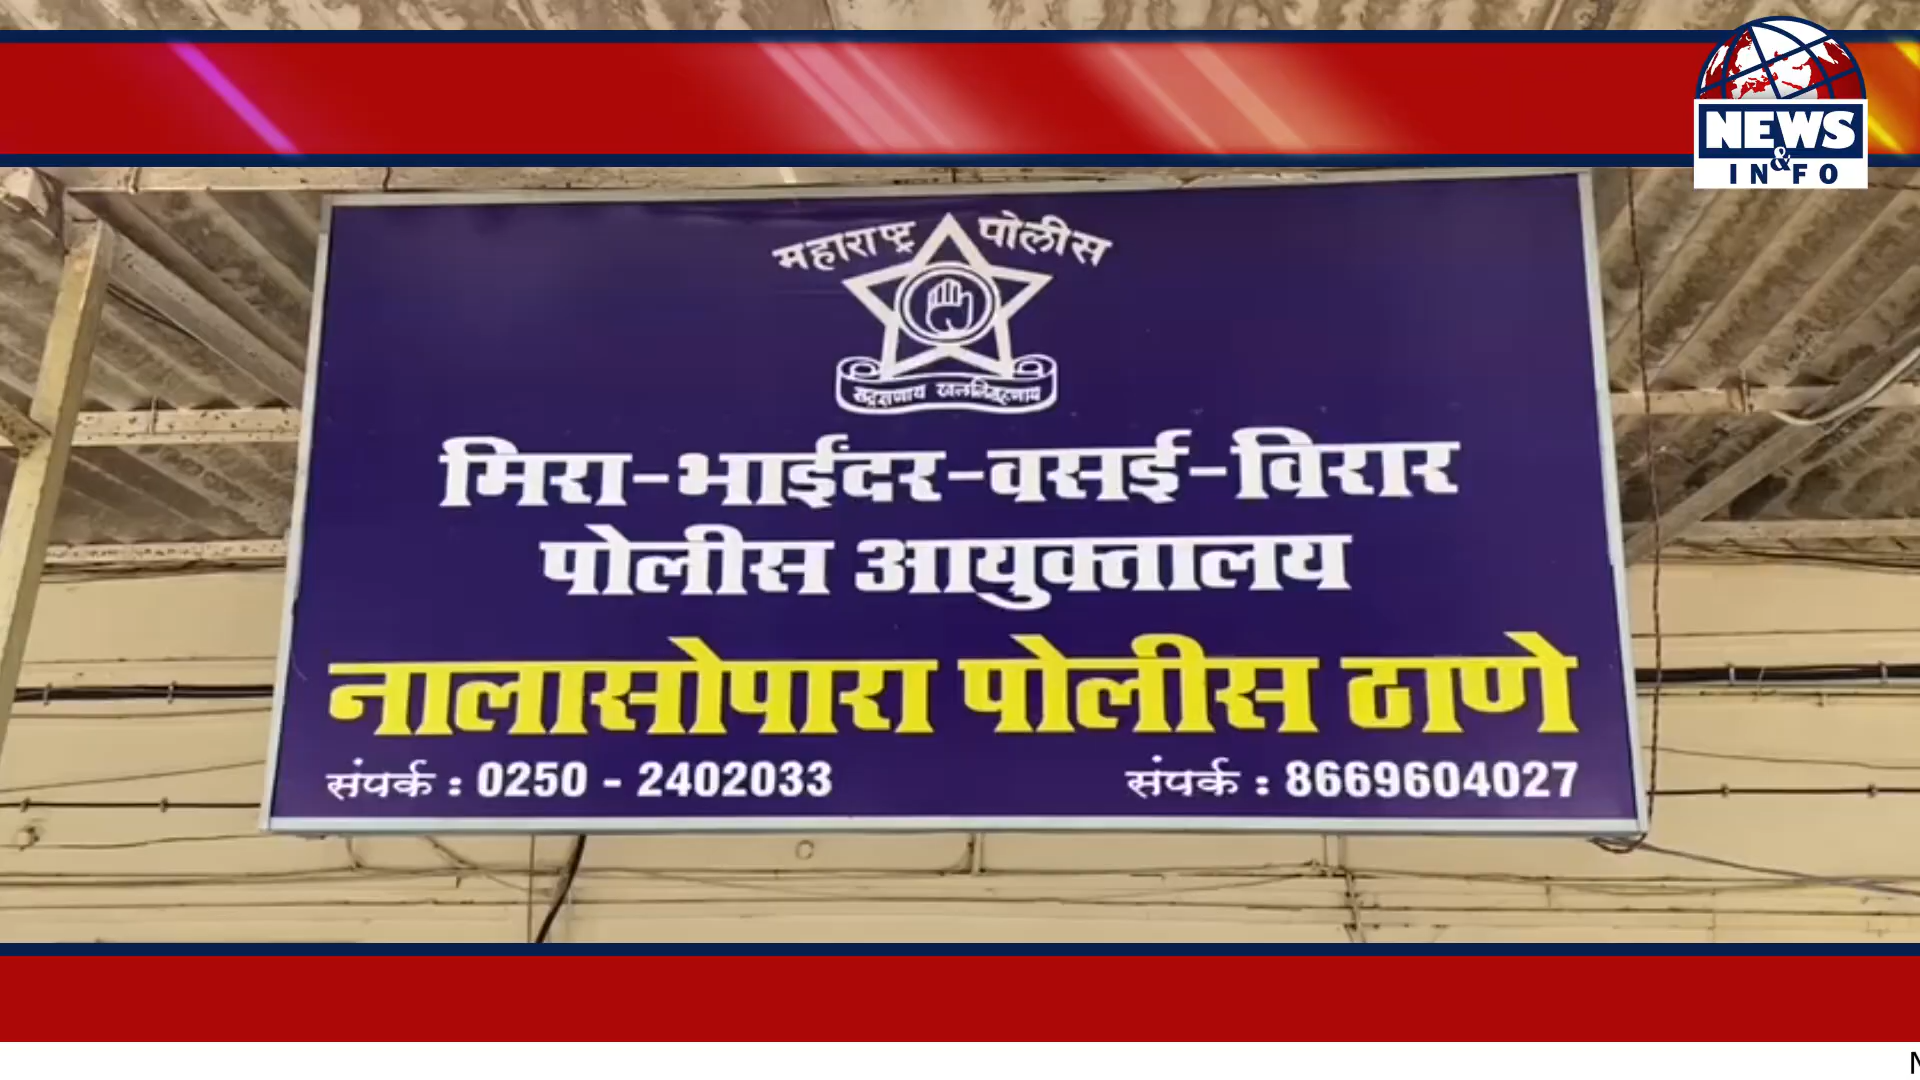 NEWS
&
INFO
महाराष्ट्र पोलीस
सद्रक्षणाय खलनिग्रहणाय
मिरा-भाईंदर-वसई-विरार
पोलीस आयुक्तालय
नालासोपारा पोलीस ठाणे
संपर्क : 0250 - 2402033
संपर्क : 8669604027
N